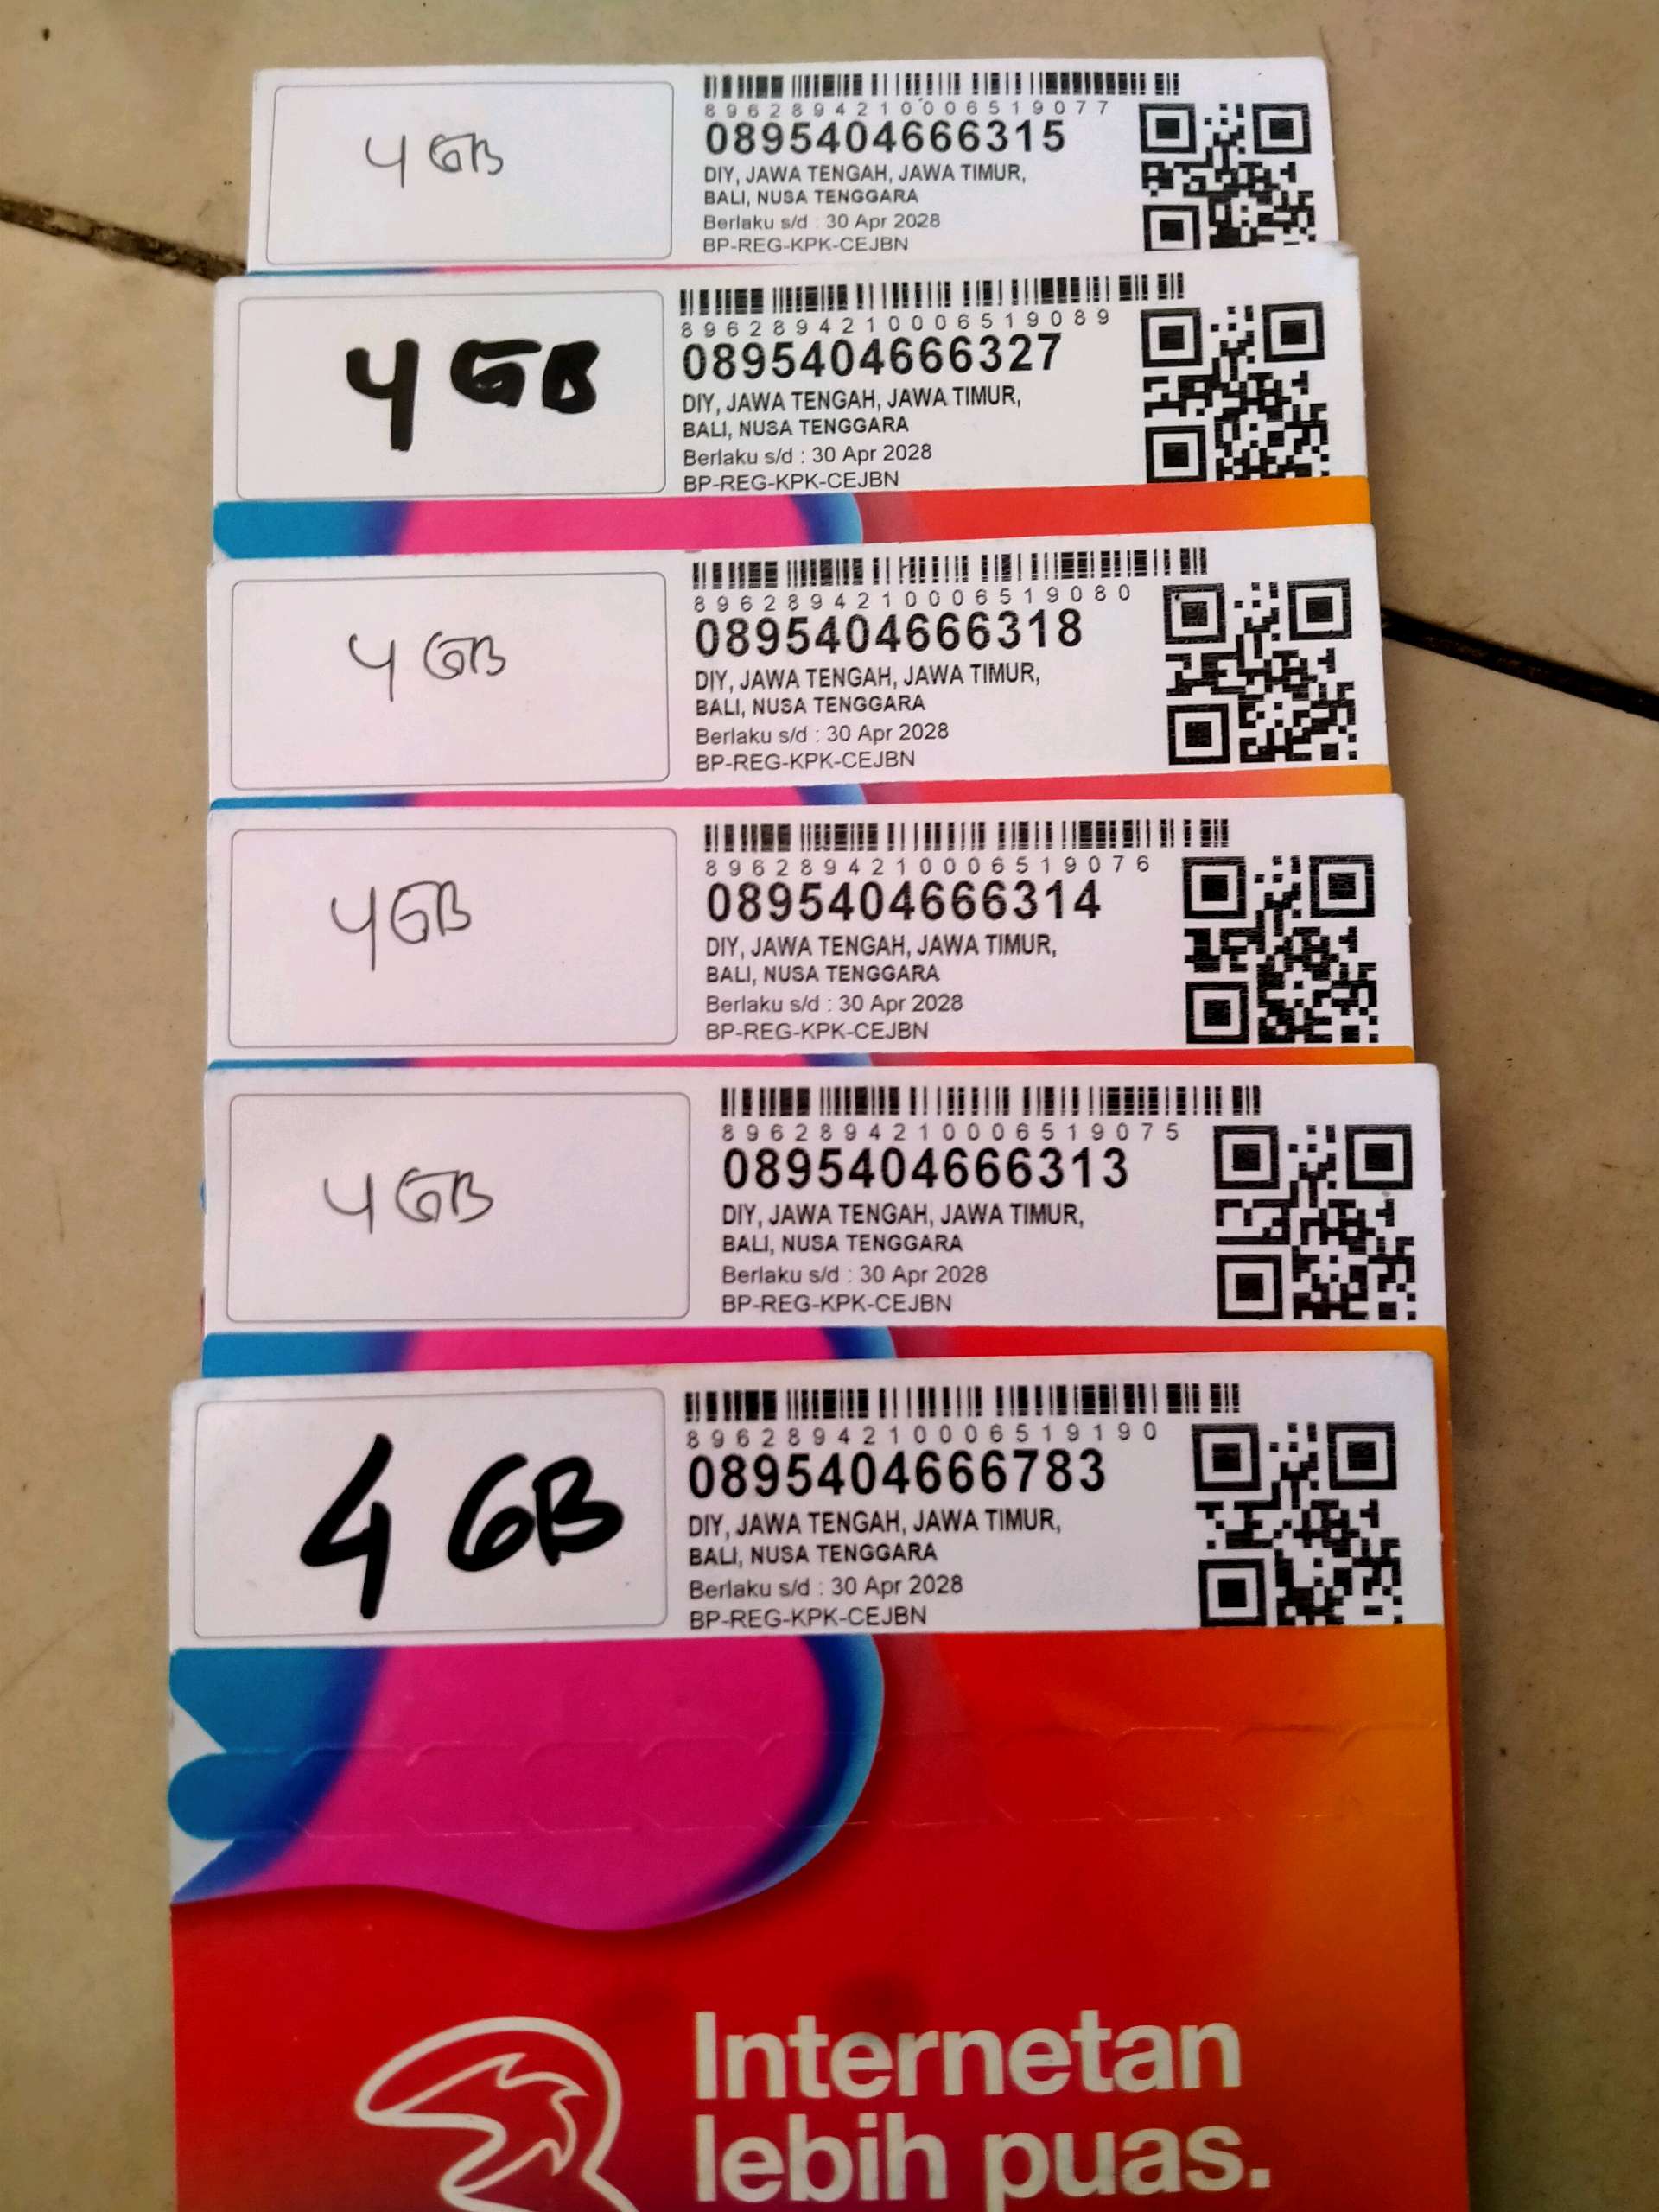 4 GB
8962894210006519077
0895404666315
DIY, JAWA TENGAH, JAWA TIMUR,
BALI, NUSA TENGGARA
Berlaku s/d : 30 Apr 2028
BP-REG-KPK-CEJBN
4 GB
8962894210006519089
0895404666327
DIY, JAWA TENGAH, JAWA TIMUR,
BALI, NUSA TENGGARA
Berlaku s/d : 30 Apr 2028
BP-REG-KPK-CEJBN
4 GB
8962894210006519080
0895404666318
DIY, JAWA TENGAH, JAWA TIMUR,
BALI, NUSA TENGGARA
Berlaku s/d : 30 Apr 2028
BP-REG-KPK-CEJBN
4 GB
8962894210006519076
0895404666314
DIY, JAWA TENGAH, JAWA TIMUR,
BALI, NUSA TENGGARA
Berlaku s/d : 30 Apr 2028
BP-REG-KPK-CEJBN
4 GB
8962894210006519075
0895404666313
DIY, JAWA TENGAH, JAWA TIMUR,
BALI, NUSA TENGGARA
Berlaku s/d : 30 Apr 2028
BP-REG-KPK-CEJBN
4 GB
8962894210006519190
0895404666783
DIY, JAWA TENGAH, JAWA TIMUR,
BALI, NUSA TENGGARA
Berlaku s/d : 30 Apr 2028
BP-REG-KPK-CEJBN
Internetan
lebih puas.